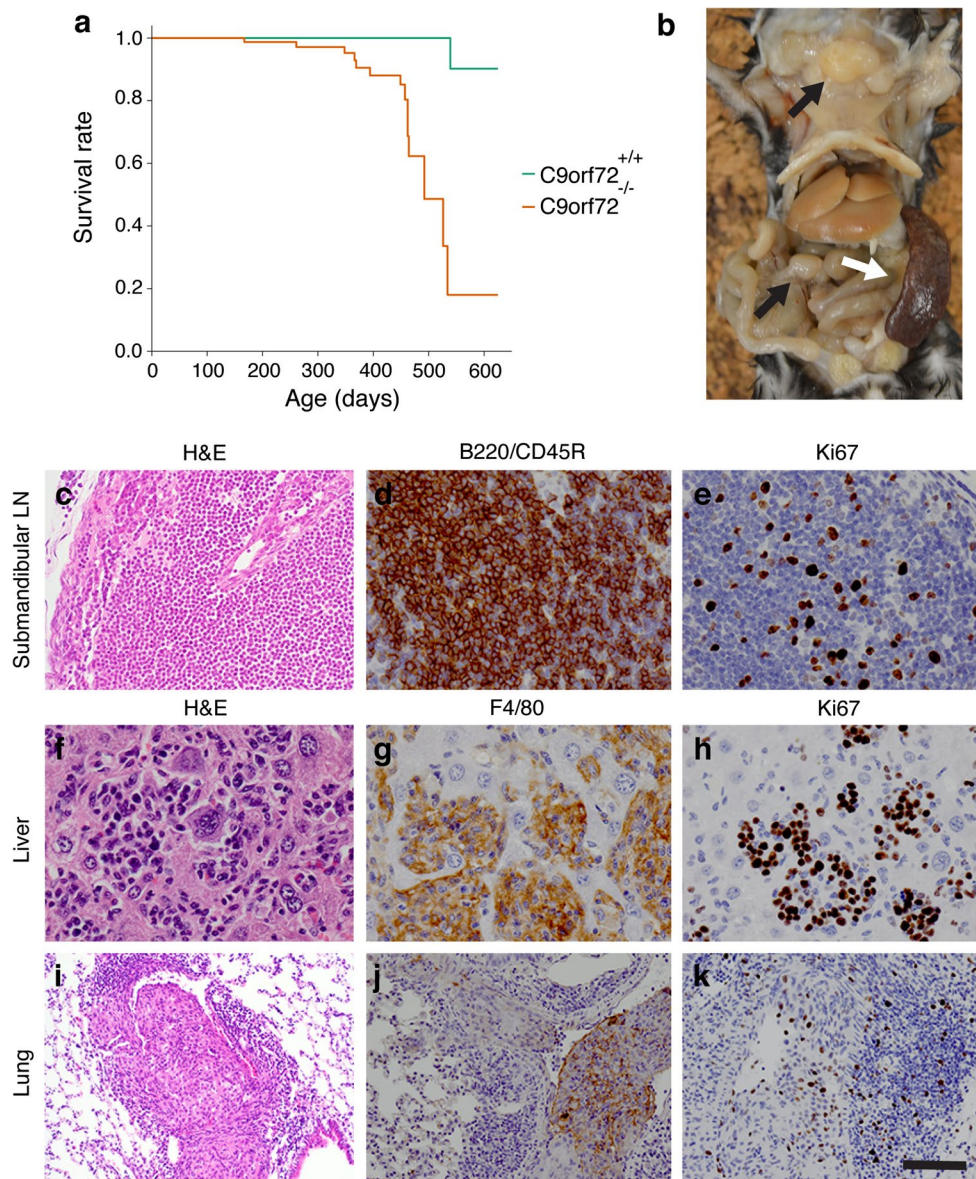 a
b
1.0
0.8
0.6
0.4
0.2
0.0
Survival rate
0 100 200 300 400 500 600
Age (days)
C9orf72+/+
C9orf72-/-
H&E B220/CD45R Ki67
Submandibular LN
c d e
H&E F4/80 Ki67
Liver
f g h
Lung
i j k